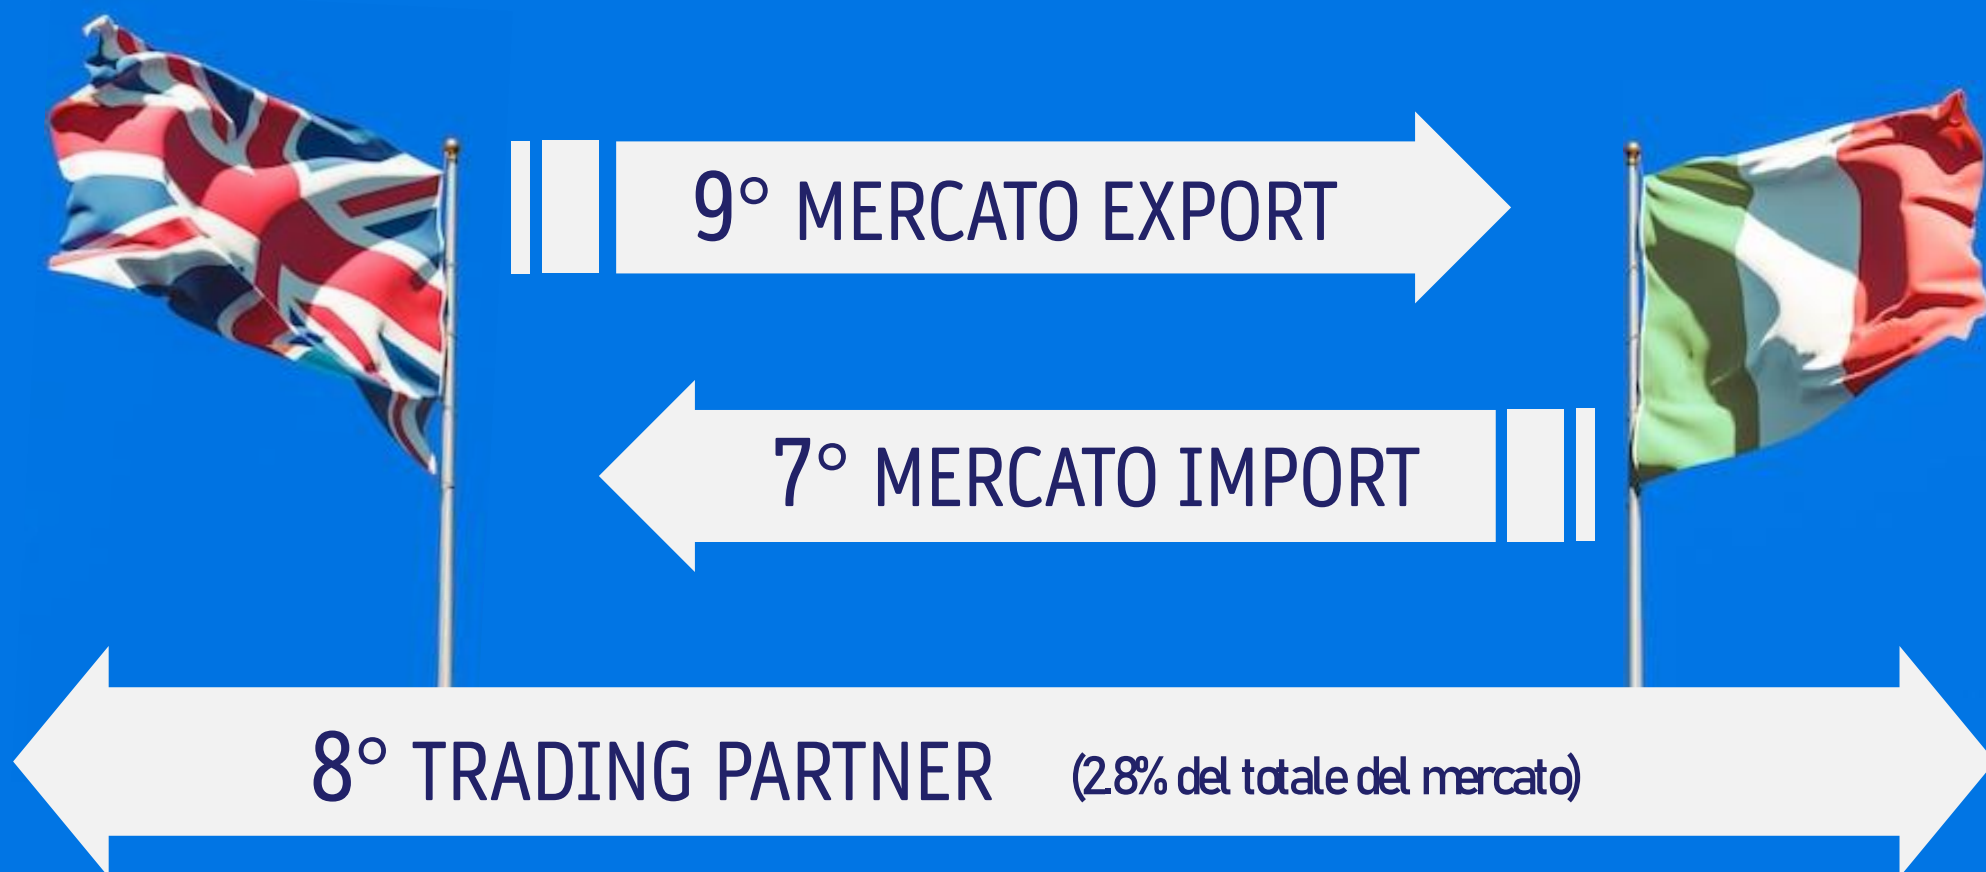 9° MERCATO EXPORT
7° MERCATO IMPORT
8° TRADING PARTNER (2.8% del totale del mercato)